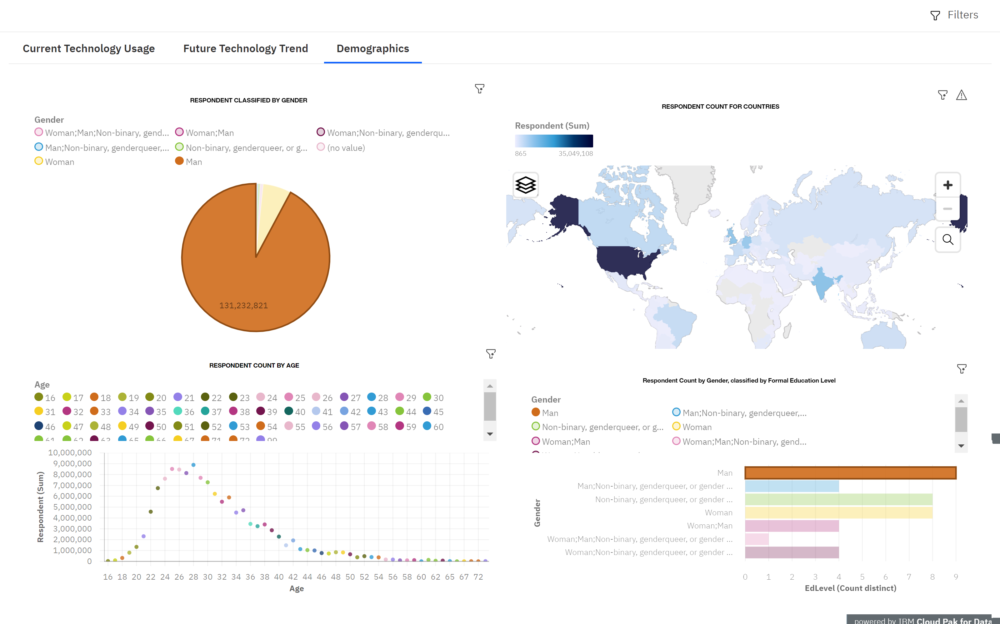 Filters
Current Technology Usage Future Technology Trend Demographics
RESPONDENT CLASSIFIED BY GENDER
Gender
Woman;Man;Non-binary, gend... Woman;Man Woman;Non-binary, genderqu...
Man;Non-binary, genderqueer,... Non-binary, genderqueer, or g... (no value)
Woman Man
131,232,821
RESPONDENT COUNT FOR COUNTRIES
Respondent (Sum)
865 35,049,108
RESPONDENT COUNT BY AGE
Age
16 17 18 19 20 21 22 23 24 25 26 27 28 29 30
31 32 33 34 35 36 37 38 39 40 41 42 43 44 45
46 47 48 49 50 51 52 53 54 55 56 57 58 59 60
61 62 63 65 66 67 71 72 99
Respondent (Sum)
10,000,000
9,000,000
8,000,000
7,000,000
6,000,000
5,000,000
4,000,000
3,000,000
2,000,000
1,000,000
0
16 18 20 22 24 26 28 30 32 34 36 38 40 42 44 46 48 50 52 54 56 58 60 62 65 67 72
Age
Respondent Count by Gender, classified by Formal Education Level
Gender
Man Man;Non-binary, genderqueer,...
Non-binary, genderqueer, or g... Woman
Woman;Man Woman;Man;Non-binary, gend...
Gender
Man
Man;Non-binary, genderqueer, or gender ...
Non-binary, genderqueer, or gender ...
Woman
Woman;Man
Woman;Man;Non-binary, genderqueer, or gender ...
Woman;Non-binary, genderqueer, or gender ...
0 1 2 3 4 5 6 7 8 9
EdLevel (Count distinct)
powered by IBM Cloud Pak for Data